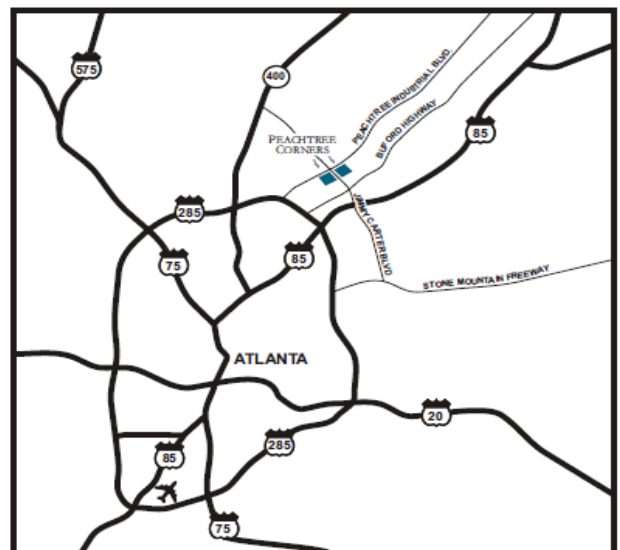 575
400
PEACHTREE INDUSTRIAL BLVD.
BUFORD HIGHWAY
85
PEACHTREE
CORNERS
285
JIMMY CARTER BLVD
75
85
STONE MOUNTAIN FREEWAY
ATLANTA
20
285
85
75